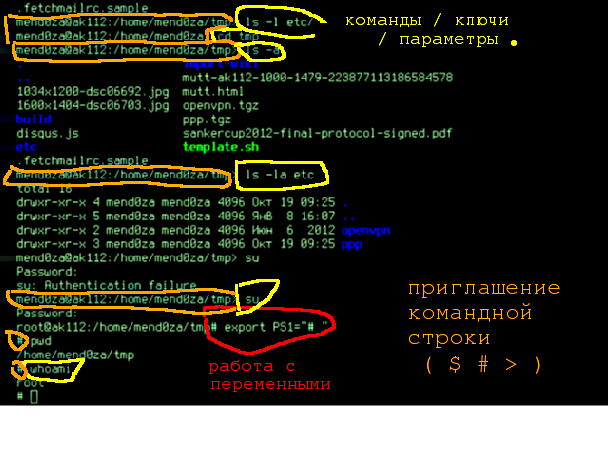 .fetchmailrc.sample
mend0za@ak112:/home/mend0za/tmp> ls -l etc/
mend0za@ak112:/home/mend0za/tmp> cd tmp
mend0za@ak112:/home/mend0za/tmp> ls -a
команды / ключи
/ параметры .
. import-wiki
.. mutt-ak112-1000-1479-223877113186584578
1034x1200-dsc06692.jpg mutt.html
1600x1404-dsc06703.jpg openvpn.tgz
build ppp.tgz
disqus.js sankercup2012-final-protocol-signed.pdf
etc template.sh
.fetchmailrc.sample
mend0za@ak112:/home/mend0za/tmp> ls -la etc
total 16
drwxr-xr-x 4 mend0za mend0za 4096 Окт 19 09:25 .
drwxr-xr-x 5 mend0za mend0za 4096 Янв 8 16:07 ..
drwxr-xr-x 2 mend0za mend0za 4096 Июн 6 2012 openvpn
drwxr-xr-x 3 mend0za mend0za 4096 Окт 19 09:25 ppp
mend0za@ak112:/home/mend0za/tmp> su
Password:
su: Authentication failure
mend0za@ak112:/home/mend0za/tmp> su
Password:
root@ak112:/home/mend0za/tmp# export PS1="# "
# pwd
/home/mend0za/tmp
# whoami
root
#
работа с
переменными
приглашение
командной
строки
( $ # > )